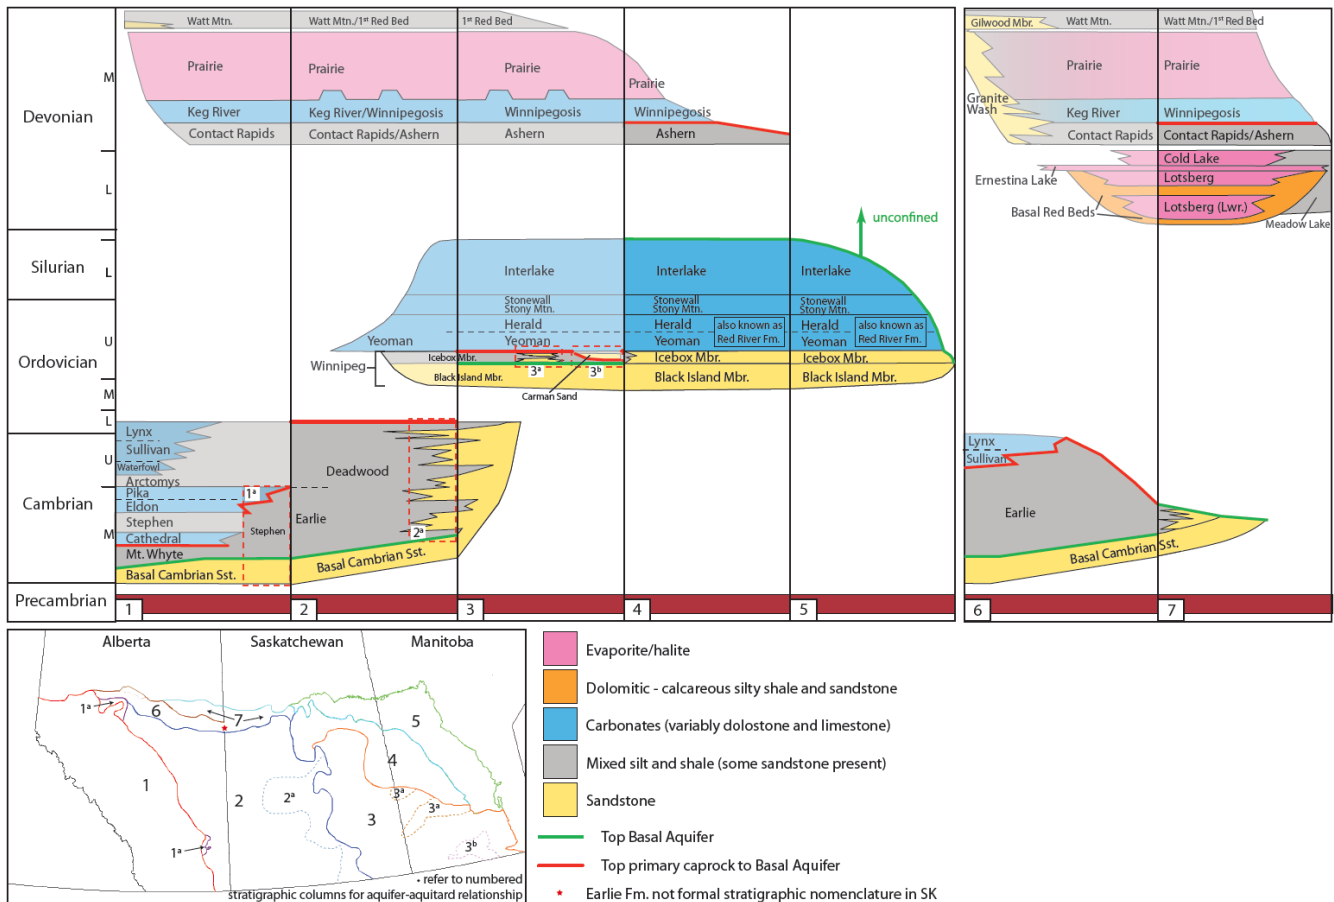 Devonian
M
L
Silurian
L
Ordovician
U
M
L
Cambrian
U
M
Precambrian
Watt Mtn.
Watt Mtn./1st Red Bed
1st Red Bed
Prairie
Prairie
Prairie
Prairie
Keg River
Keg River/Winnipegosis
Winnipegosis
Winnipegosis
Contact Rapids
Contact Rapids/Ashern
Ashern
Ashern
unconfined
Interlake
Interlake
Interlake
Stonewall
Stony Mtn.
Stonewall
Stony Mtn.
Stonewall
Stony Mtn.
Herald
Herald
Herald
also known as
Red River Fm.
also known as
Red River Fm.
Yeoman
Yeoman
Yeoman
Yeoman
Winnipeg
Icebox Mbr.
Icebox Mbr.
Icebox Mbr.
3a
3b
Black Island Mbr.
Black Island Mbr.
Black Island Mbr.
Carman Sand
Lynx
Sullivan
Waterfowl
Arctomys
Pika
Eldon
Stephen
Cathedral
Mt. Whyte
Basal Cambrian Sst.
1a
Stephen
Deadwood
Earlie
2a
Basal Cambrian Sst.
1
2
3
4
5
Gilwood Mbr.
Watt Mtn.
Watt Mtn./1st Red Bed
Prairie
Prairie
Granite
Wash
Keg River
Winnipegosis
Contact Rapids
Contact Rapids/Ashern
Cold Lake
Ernestina Lake
Lotsberg
Basal Red Beds
Lotsberg (Lwr.)
Meadow Lake
Lynx
Sullivan
Earlie
Basal Cambrian Sst.
6
7
Alberta
Saskatchewan
Manitoba
1a
6
7
5
4
1
2
2a
3a
3a
3
1a
3b
• refer to numbered
stratigraphic columns for aquifer-aquitard relationship
Evaporite/halite
Dolomitic - calcareous silty shale and sandstone
Carbonates (variably dolostone and limestone)
Mixed silt and shale (some sandstone present)
Sandstone
Top Basal Aquifer
Top primary caprock to Basal Aquifer
Earlie Fm. not formal stratigraphic nomenclature in SK